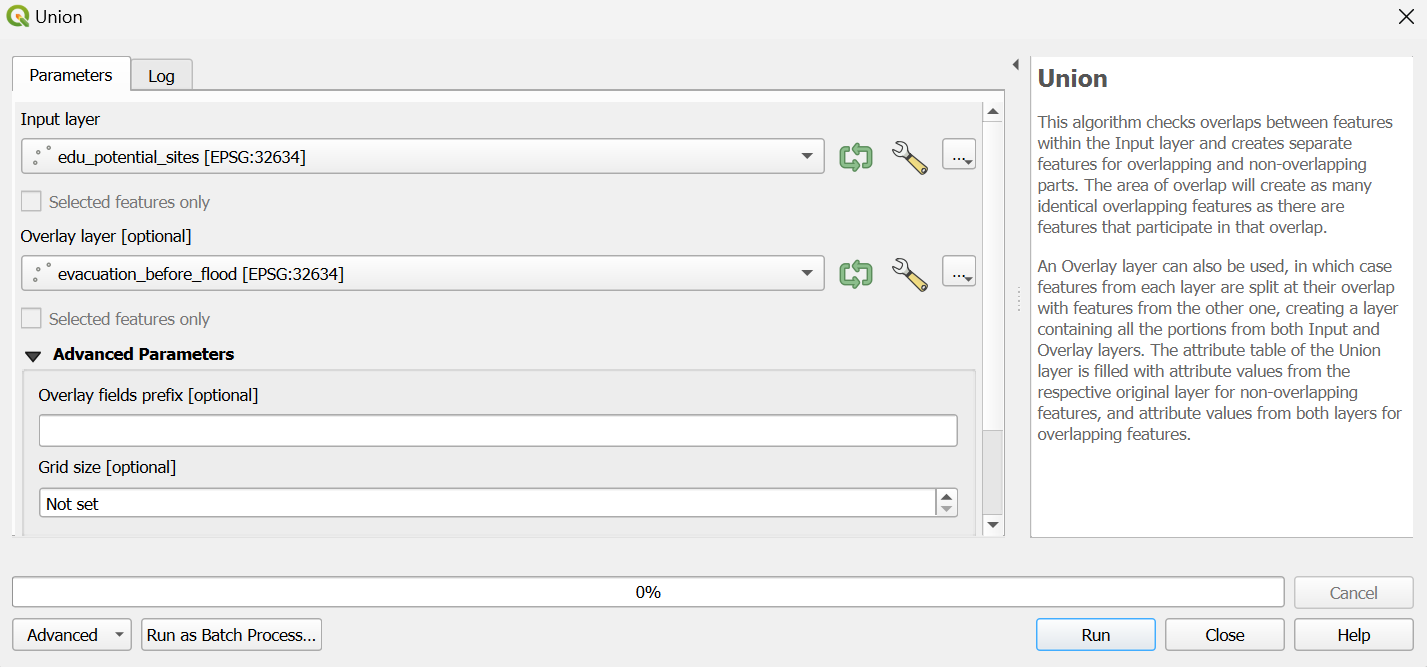 Union
Parameters
Log
Input layer
edu_potential_sites [EPSG:32634]
...
Selected features only
Overlay layer [optional]
evacuation_before_flood [EPSG:32634]
...
Selected features only
Advanced Parameters
Overlay fields prefix [optional]
Grid size [optional]
Not set
Union
This algorithm checks overlaps between features
within the Input layer and creates separate
features for overlapping and non-overlapping
parts. The area of overlap will create as many
identical overlapping features as there are
features that participate in that overlap.
An Overlay layer can also be used, in which case
features from each layer are split at their overlap
with features from the other one, creating a layer
containing all the portions from both Input and
Overlay layers. The attribute table of the Union
layer is filled with attribute values from the
respective original layer for non-overlapping
features, and attribute values from both layers for
overlapping features.
0%
Cancel
Advanced
Run as Batch Process...
Run
Close
Help